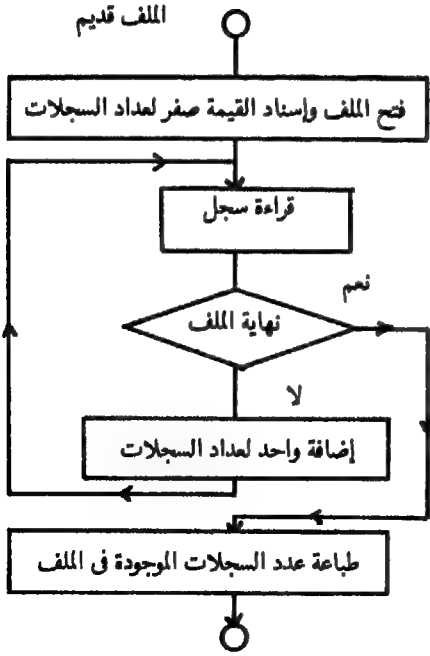 الملف قديم
فتح الملف وإسناد القيمة صفر لعداد السجلات
قراءة سجل
نعم
نهاية الملف
لا
إضافة واحد لعداد السجلات
طباعة عدد السجلات الموجودة فى الملف